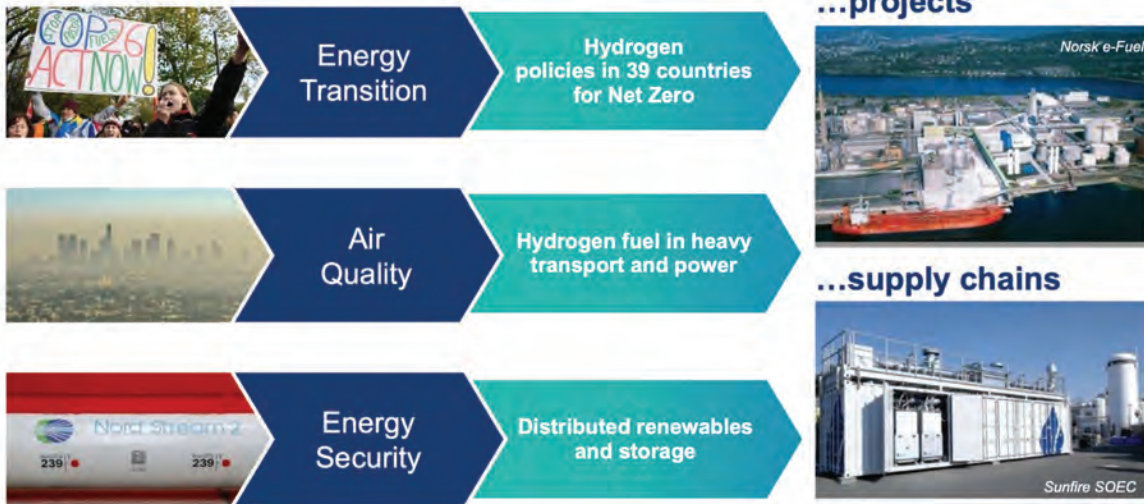 STOP
FUELS
COP26
ACT NOW!
Energy
Transition
Hydrogen
policies in 39 countries
for Net Zero
Air
Quality
Hydrogen fuel in heavy
transport and power
Nord Stream 2
239
239
Energy
Security
Distributed renewables
and storage
...projects
Norsk e-Fuel
...supply chains
Sunfire SOEC